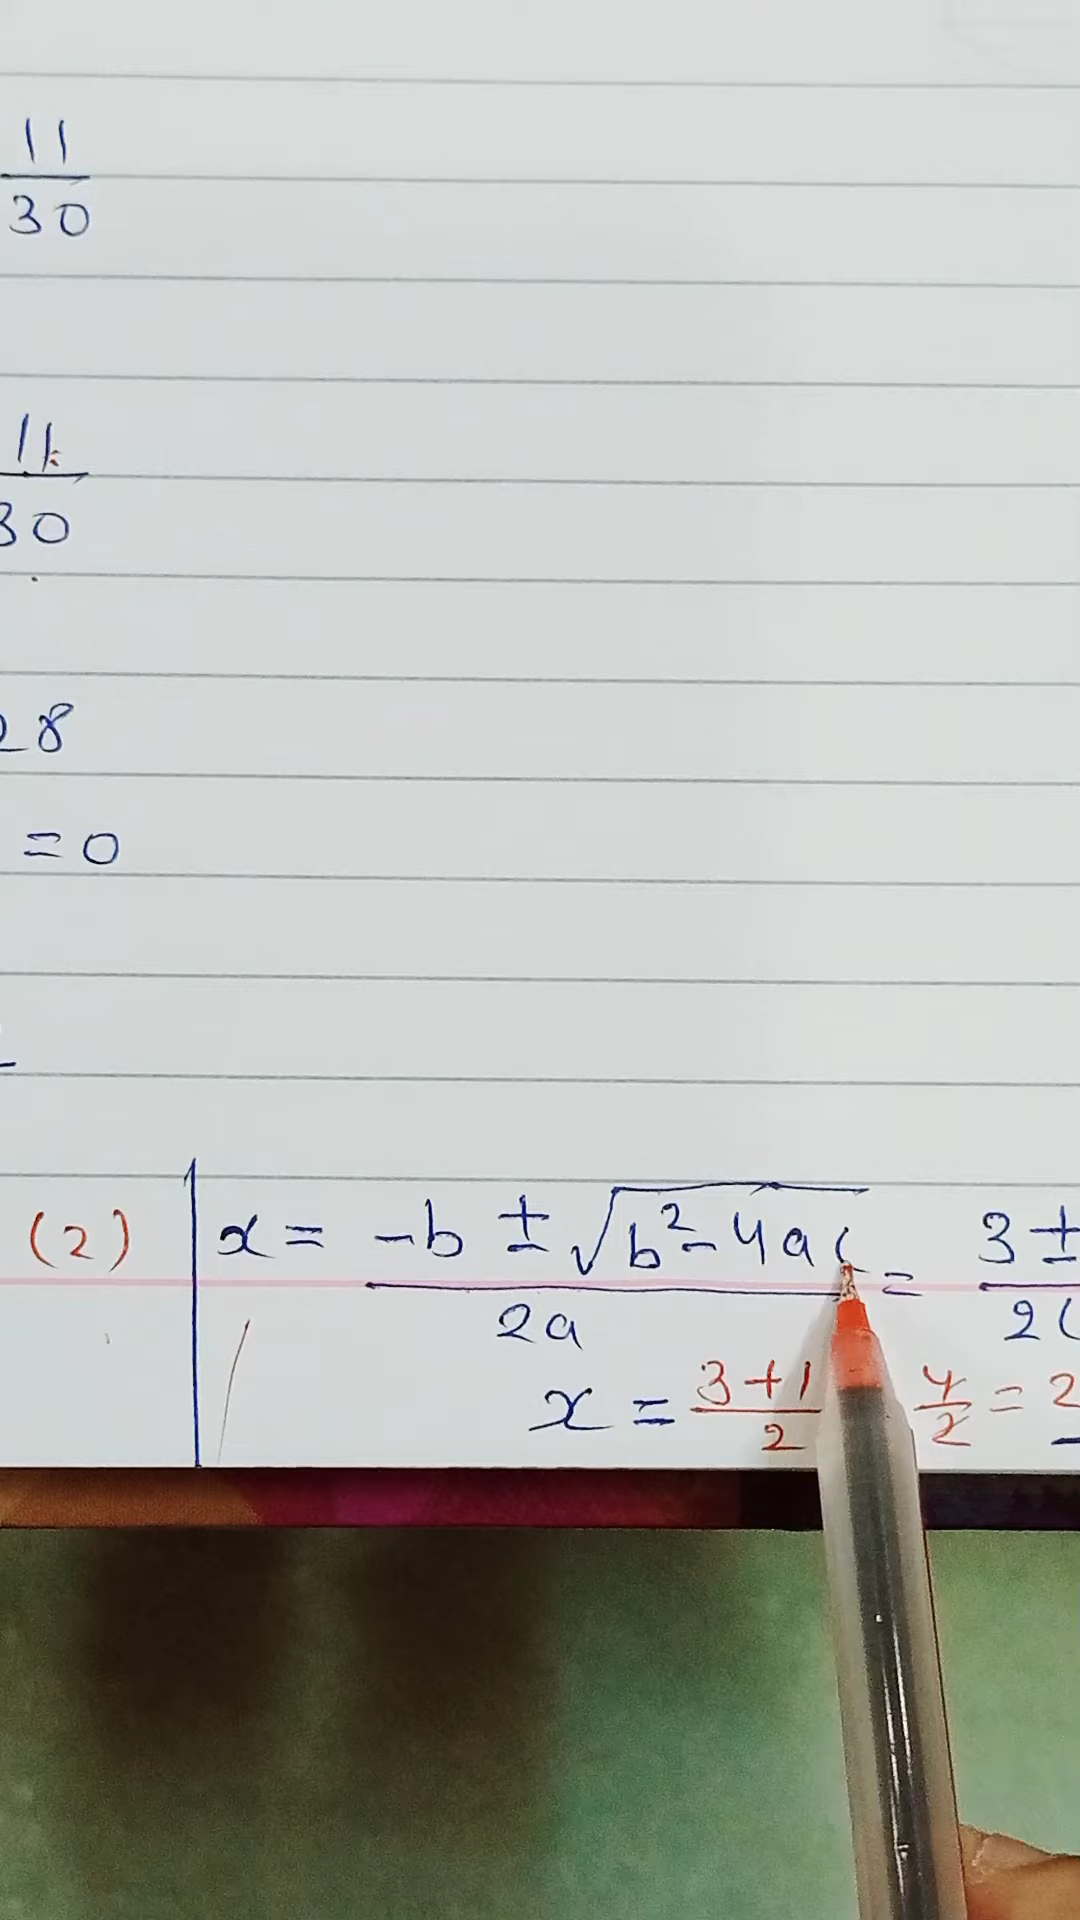 11
30
11
30
28
= 0
(2) x = -b ± √b² - 4ac = 3 ±
2a 2(
x = 3+1 4 = 2
2 2